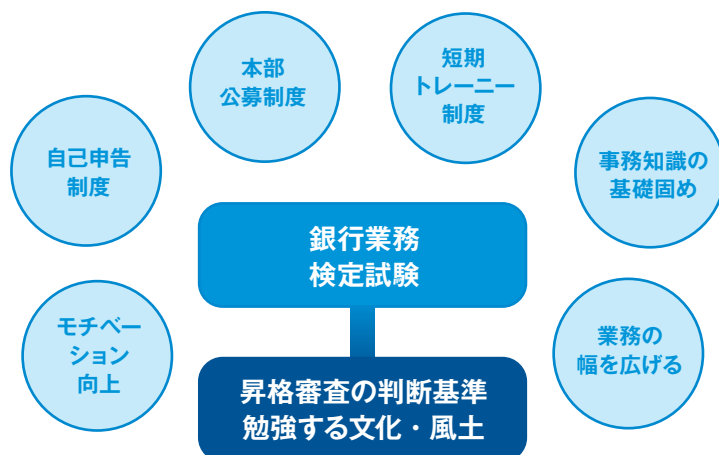 本部
公募制度
短期
トレーニー
制度
自己申告
制度
事務知識の
基礎固め
銀行業務
検定試験
モチベー
ション
向上
業務の
幅を広げる
昇格審査の判断基準
勉強する文化・風土